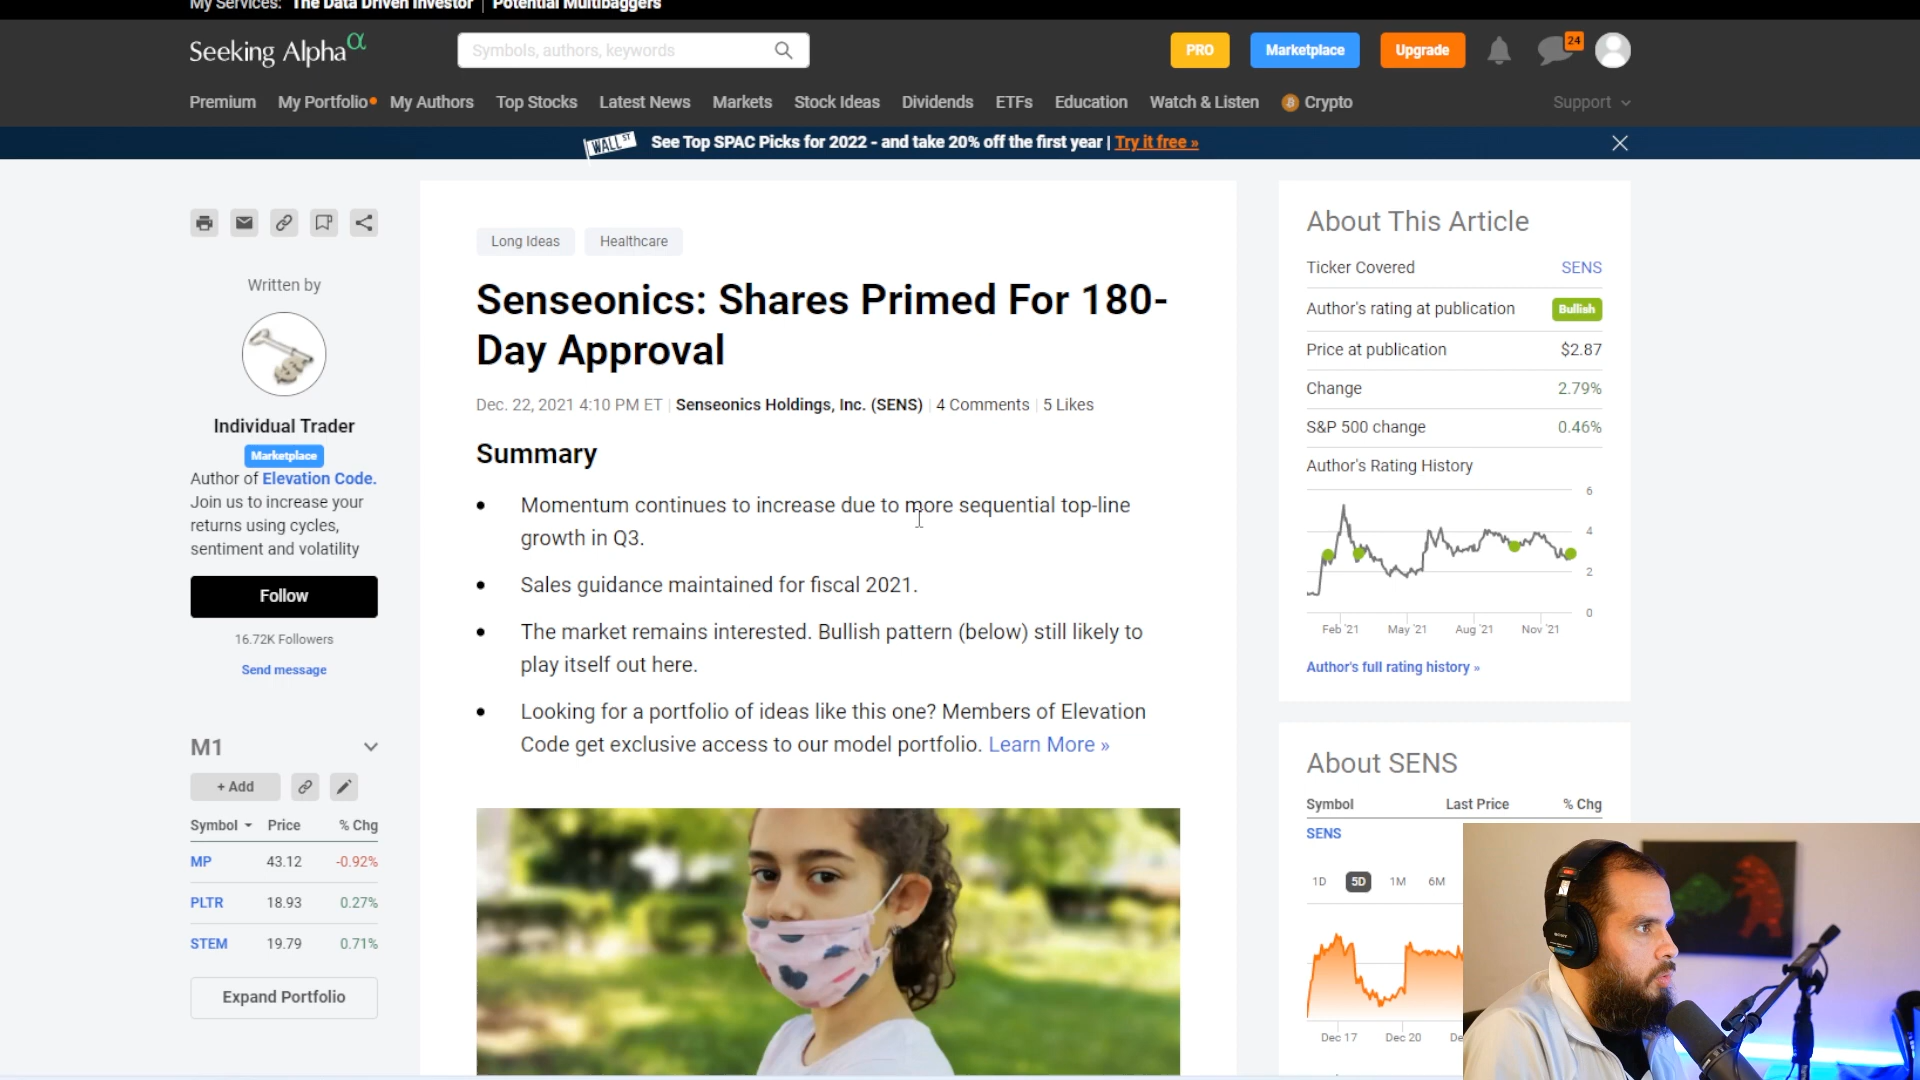 My Services: The Data Driven Investor | Potential Multibaggers
Seeking Alpha α
Symbols, authors, keywords
PRO
Marketplace
Upgrade
24
Premium My Portfolio My Authors Top Stocks Latest News Markets Stock Ideas Dividends ETFs Education Watch & Listen Crypto Support
WALL ST
See Top SPAC Picks for 2022 - and take 20% off the first year | Try it free »
Written by
Individual Trader
Marketplace
Author of Elevation Code.
Join us to increase your
returns using cycles,
sentiment and volatility
Follow
16.72K Followers
Send message
M1
+ Add
Symbol Price % Chg
MP 43.12 -0.92%
PLTR 18.93 0.27%
STEM 19.79 0.71%
Expand Portfolio
Long Ideas Healthcare
Senseonics: Shares Primed For 180-
Day Approval
Dec. 22, 2021 4:10 PM ET | Senseonics Holdings, Inc. (SENS) | 4 Comments | 5 Likes
Summary
• Momentum continues to increase due to more sequential top-line
growth in Q3.
• Sales guidance maintained for fiscal 2021.
• The market remains interested. Bullish pattern (below) still likely to
play itself out here.
• Looking for a portfolio of ideas like this one? Members of Elevation
Code get exclusive access to our model portfolio. Learn More »
About This Article
Ticker Covered SENS
Author's rating at publication Bullish
Price at publication $2.87
Change 2.79%
S&P 500 change 0.46%
Author's Rating History
6
4
2
0
Feb '21 May '21 Aug '21 Nov '21
Author's full rating history »
About SENS
Symbol Last Price % Chg
SENS
1D 5D 1M 6M
Dec 17 Dec 20 De
SONY